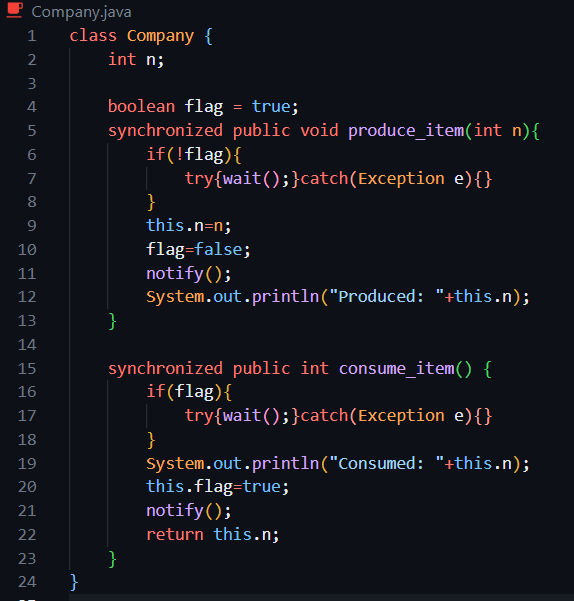 Company.java
1 class Company {
2     int n;
3
4     boolean flag = true;
5     synchronized public void produce_item(int n){
6         if(!flag){
7             try{wait();}catch(Exception e){}
8         }
9         this.n=n;
10         flag=false;
11         notify();
12         System.out.println("Produced: "+this.n);
13     }
14
15     synchronized public int consume_item() {
16         if(flag){
17             try{wait();}catch(Exception e){}
18         }
19         System.out.println("Consumed: "+this.n);
20         this.flag=true;
21         notify();
22         return this.n;
23     }
24 }